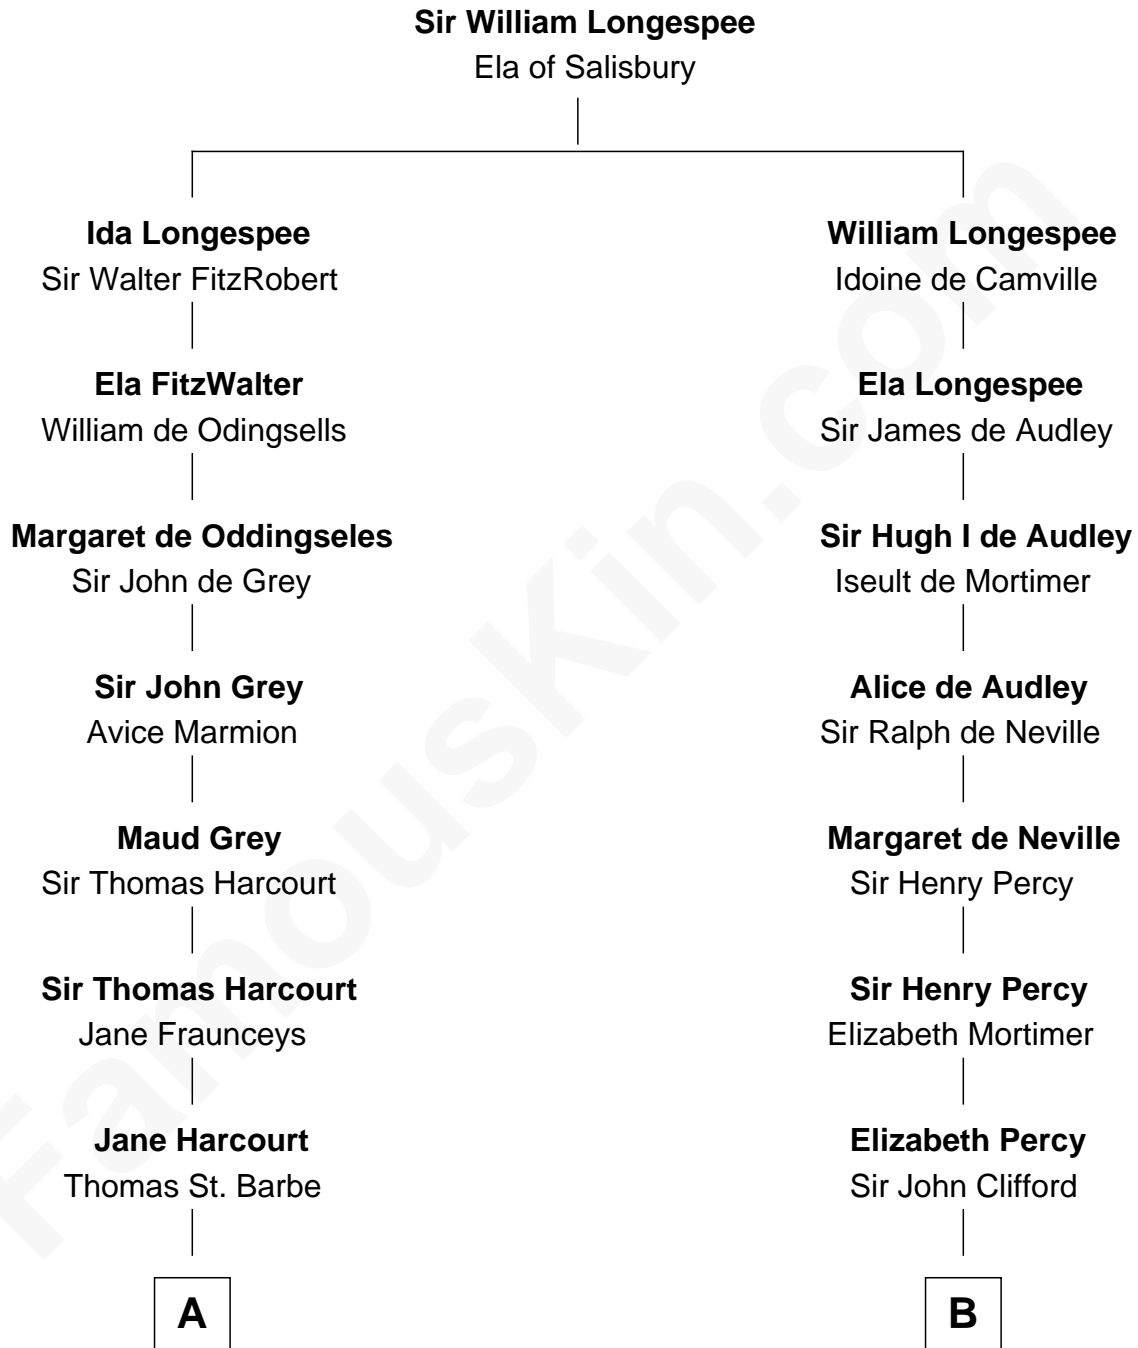 Sir William Longespee
Ela of Salisbury
Ida Longespee
Sir Walter FitzRobert
William Longespee
Idoine de Camville
Ela FitzWalter
William de Odingsells
Ela Longespee
Sir James de Audley
Margaret de Oddingseles
Sir John de Grey
Sir Hugh I de Audley
Iseult de Mortimer
Sir John Grey
Avice Marmion
Alice de Audley
Sir Ralph de Neville
Maud Grey
Sir Thomas Harcourt
Margaret de Neville
Sir Henry Percy
Sir Thomas Harcourt
Jane Fraunceys
Sir Henry Percy
Elizabeth Mortimer
Jane Harcourt
Thomas St. Barbe
Elizabeth Percy
Sir John Clifford
A
B
FamousKin.com